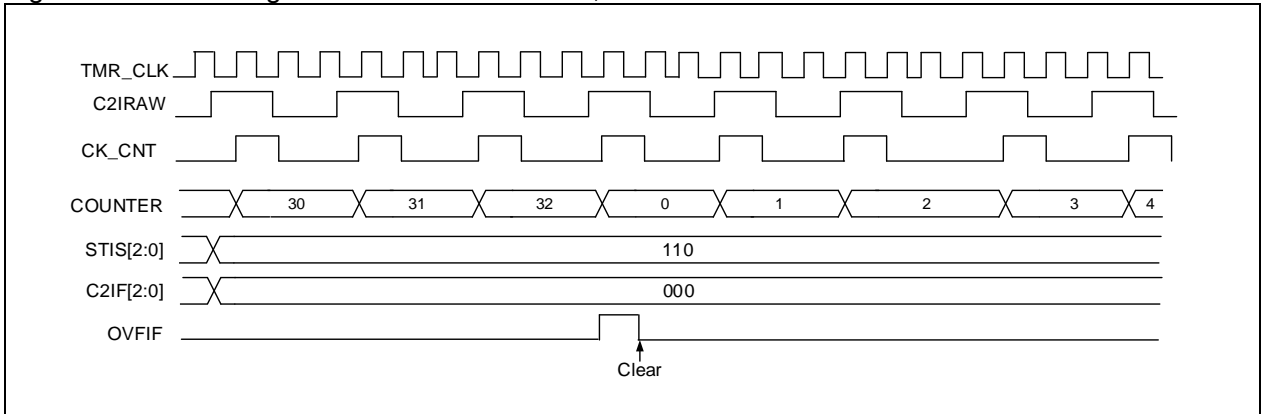 TMR_CLK
C2IRAW
CK_CNT
COUNTER 30 31 32 0 1 2 3 4
STIS[2:0] 110
C2IF[2:0] 000
OVFIF
Clear